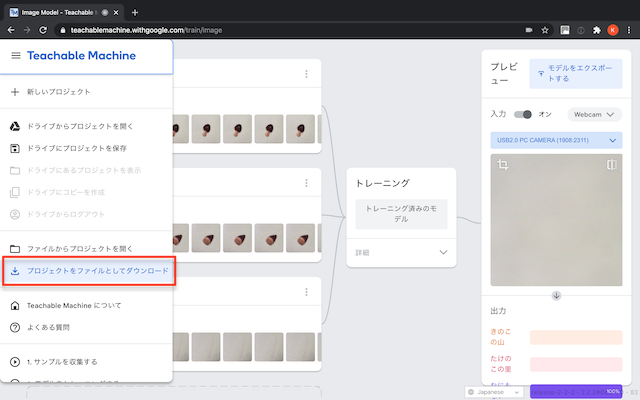 Image Model - Teachable M
teachablemachine.withgoogle.com/train/image
K
Teachable Machine
新しいプロジェクト
ドライブからプロジェクトを開く
ドライブにプロジェクトを保存
ドライブにあるプロジェクトを表示
ドライブにコピーを作成
ドライブからログアウト
ファイルからプロジェクトを開く
プロジェクトをファイルとしてダウンロード
Teachable Machine について
よくある質問
1. サンプルを収集する
トレーニング
トレーニング済みのモ
デル
詳細
プレビ
ュー
モデルをエクスポー
トする
入力
オン
Webcam
USB2.0 PC CAMERA (1908:2311)
出力
きのこ
の山
たけの
この里
100%
Japanese